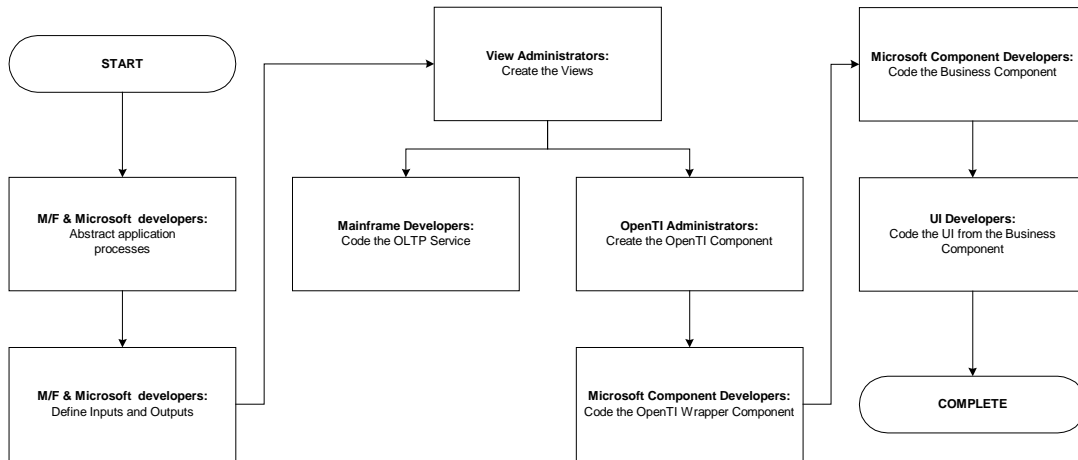 START
M/F & Microsoft developers:
Abstract application
processes
M/F & Microsoft developers:
Define Inputs and Outputs
View Administrators:
Create the Views
Mainframe Developers:
Code the OLTP Service
OpenTI Administrators:
Create the OpenTI Component
Microsoft Component Developers:
Code the OpenTI Wrapper Component
Microsoft Component Developers:
Code the Business Component
UI Developers:
Code the UI from the Business
Component
COMPLETE